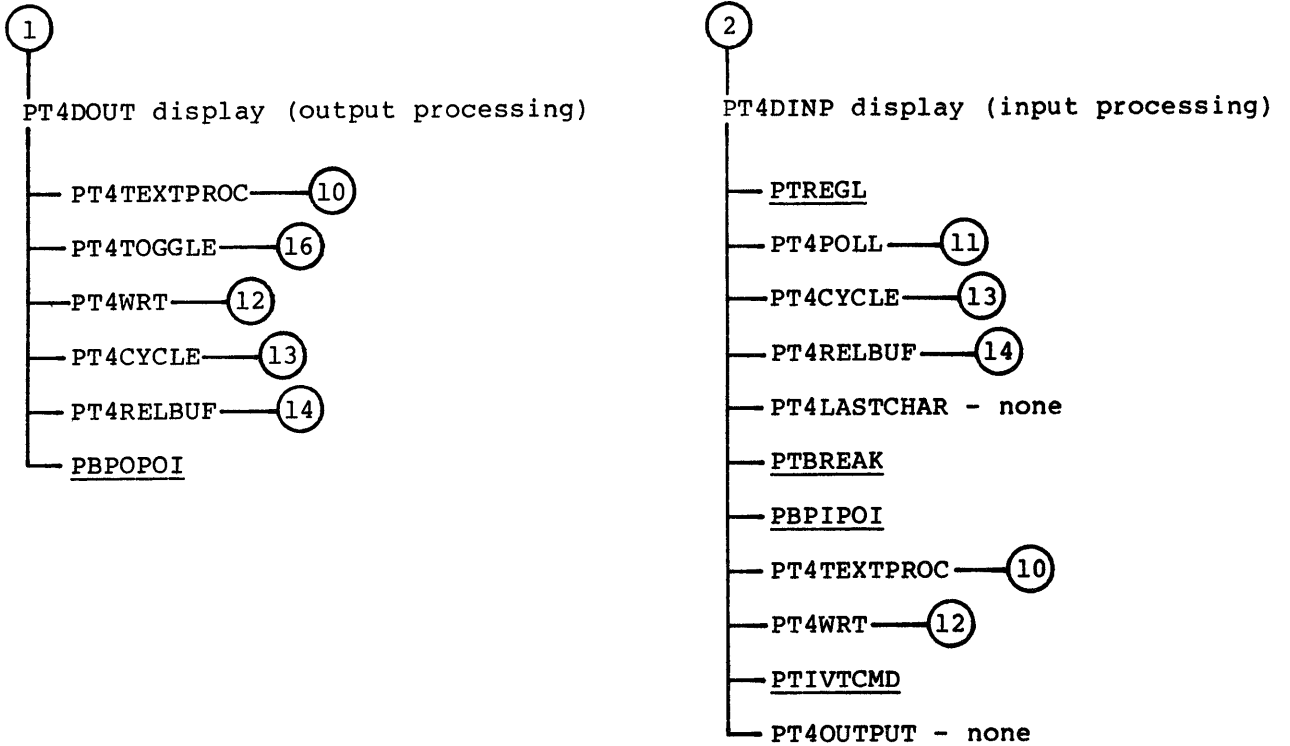 1
PT4DOUT display (output processing)
PT4TEXTPROC 10
PT4TOGGLE 16
PT4WRT 12
PT4CYCLE 13
PT4RELBUF 14
PBPOPOI
2
PT4DINP display (input processing)
PTREGL
PT4POLL 11
PT4CYCLE 13
PT4RELBUF 14
PT4LASTCHAR - none
PTBREAK
PBPIPOI
PT4TEXTPROC 10
PT4WRT 12
PTIVTCMD
PT4OUTPUT - none